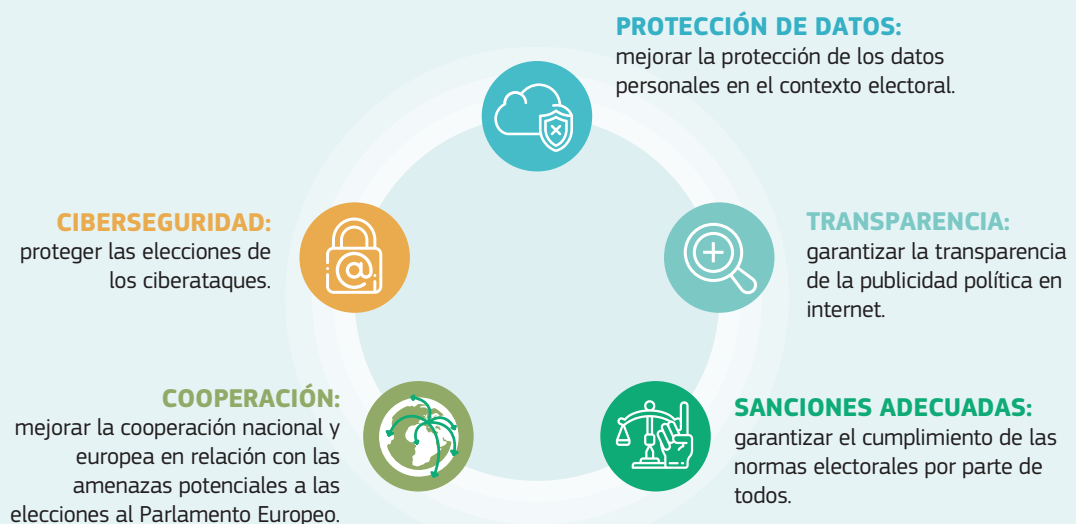 PROTECCIÓN DE DATOS:
mejorar la protección de los datos
personales en el contexto electoral.
CIBERSEGURIDAD:
proteger las elecciones de
los ciberataques.
TRANSPARENCIA:
garantizar la transparencia
de la publicidad política en
internet.
COOPERACIÓN:
mejorar la cooperación nacional y
europea en relación con las
amenazas potenciales a las
elecciones al Parlamento Europeo.
SANCIONES ADECUADAS:
garantizar el cumplimiento de las
normas electorales por parte de
todos.